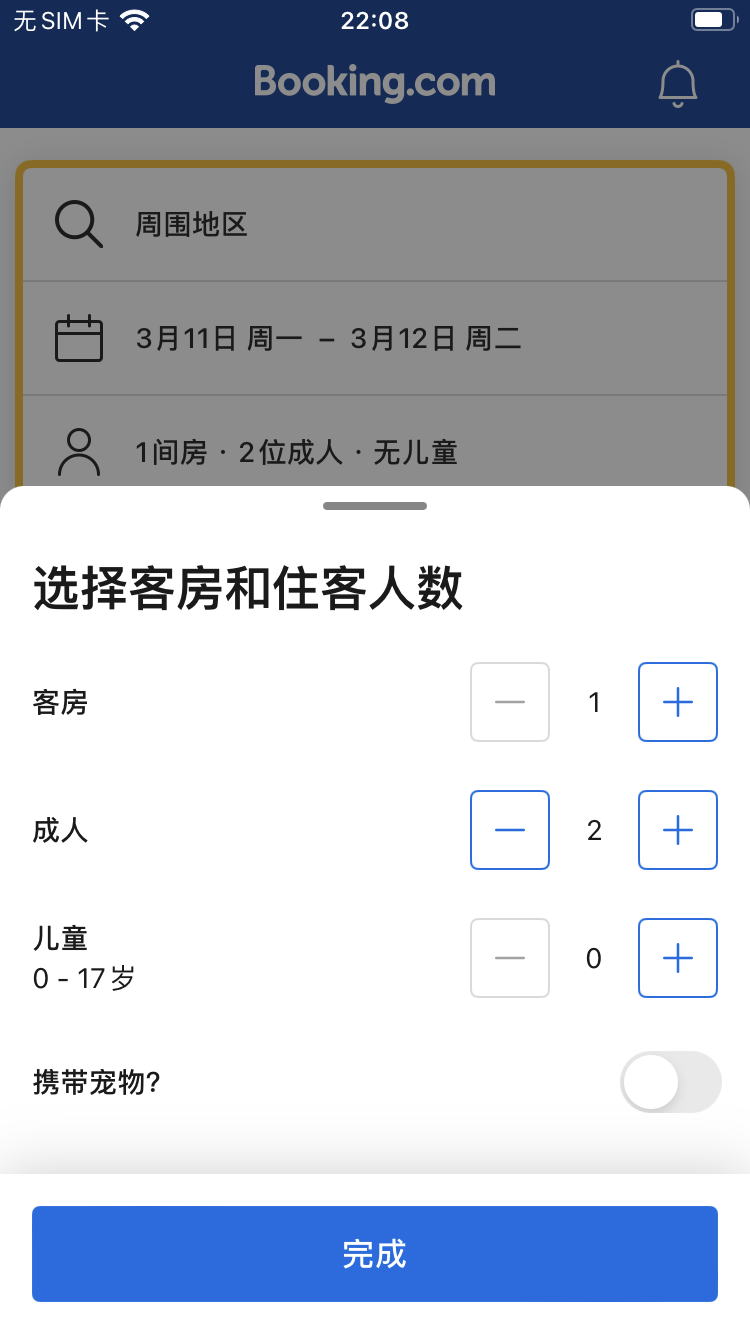 无SIM卡
22:08
Booking.com
周围地区
3月11日 周一 – 3月12日 周二
1间房 · 2位成人 · 无儿童
选择客房和住客人数
客房
1
成人
2
儿童
0 - 17岁
0
携带宠物?
完成